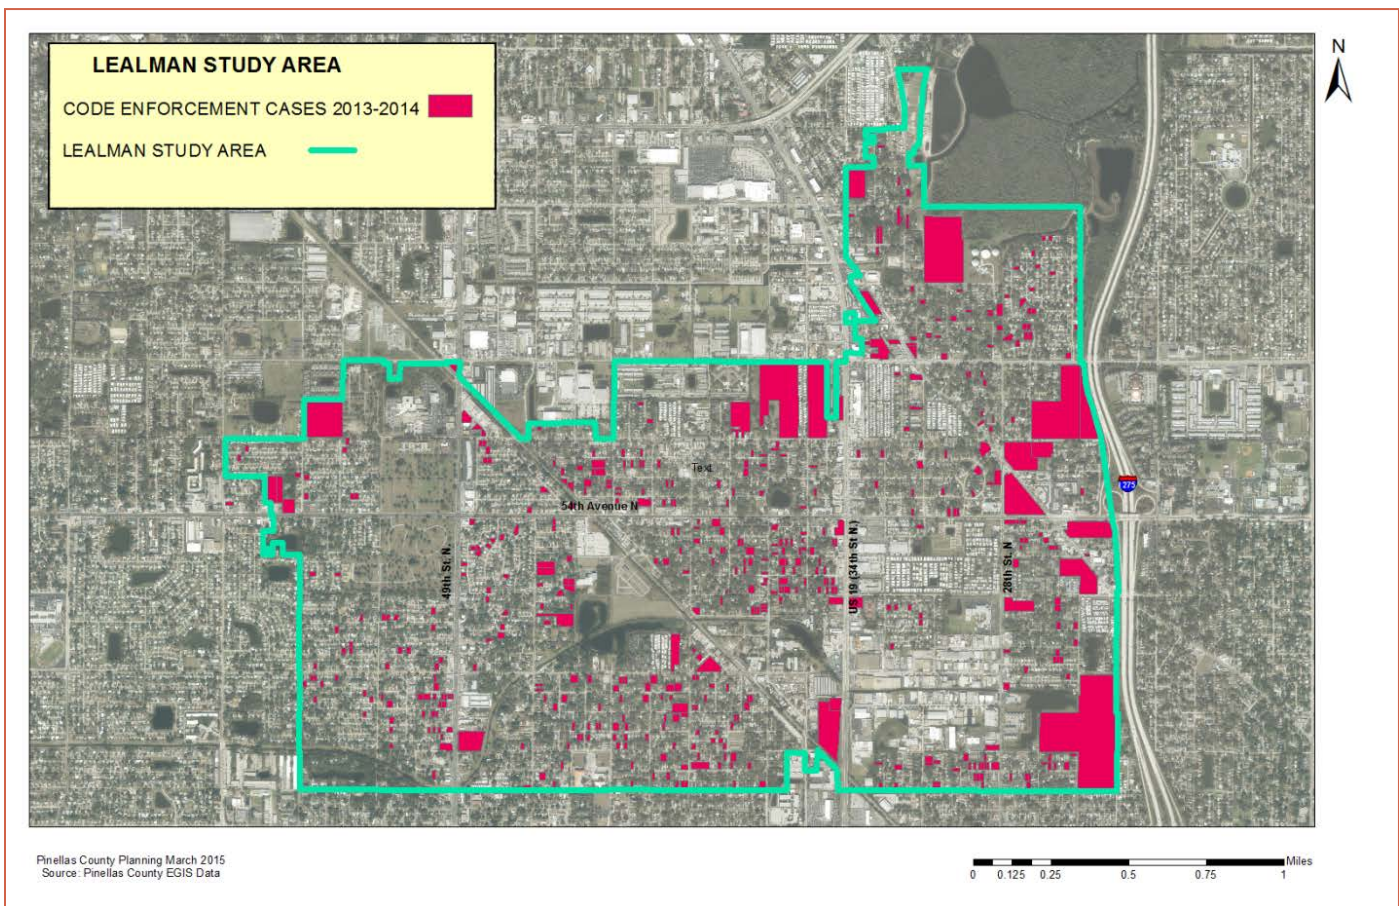 LEALMAN STUDY AREA
CODE ENFORCEMENT CASES 2013-2014
LEALMAN STUDY AREA
N
Text
54th Avenue N
49th St. N.
US 19 (34th St N.)
28th St. N
275
Pinellas County Planning March 2015
Source: Pinellas County EGIS Data
Miles
0 0.125 0.25 0.5 0.75 1